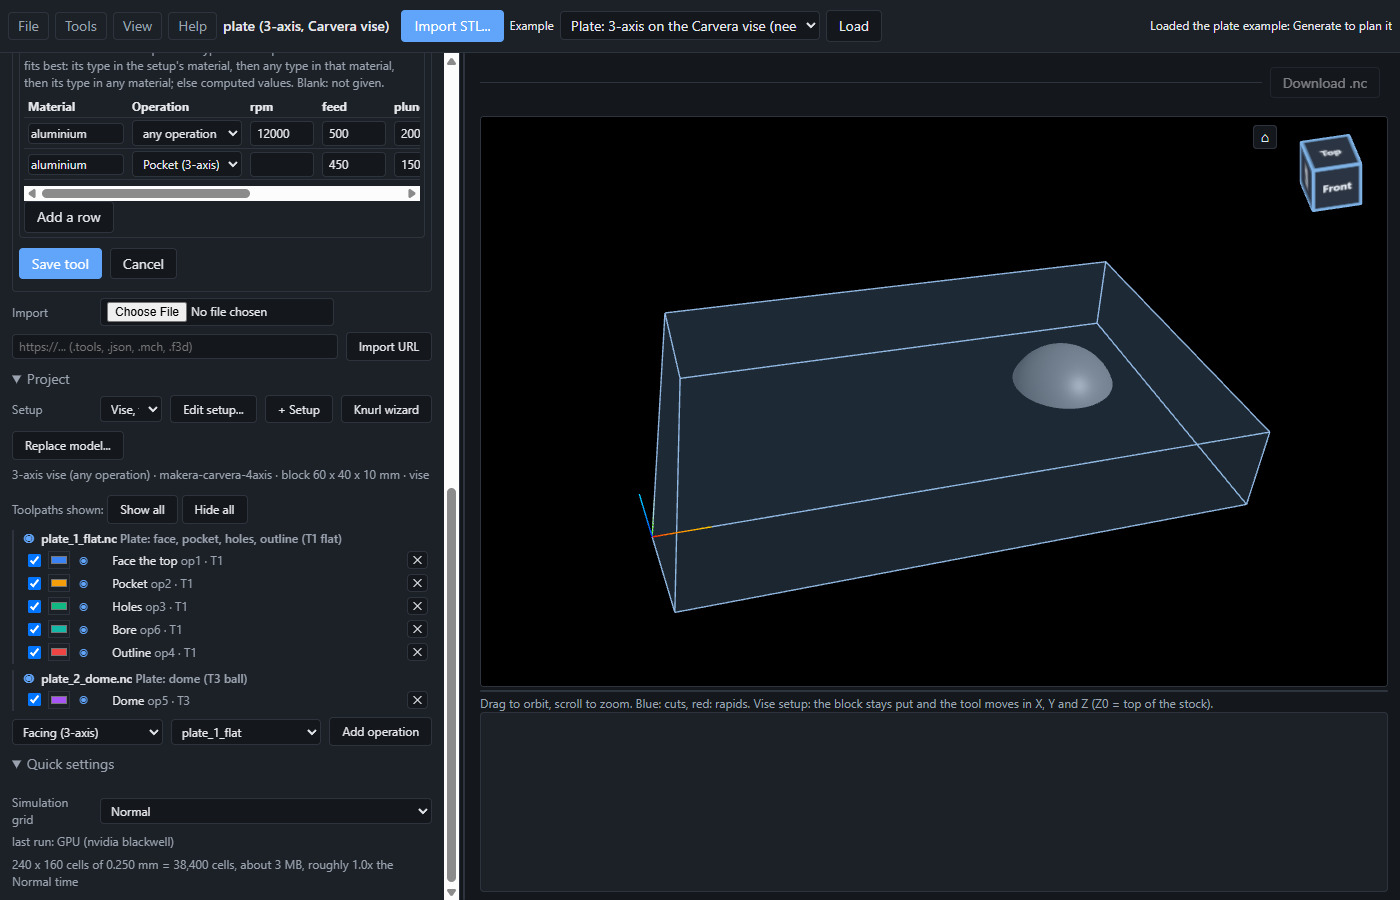 File
Tools
View
Help
plate (3-axis, Carvera vise)
Import STL...
Example
Plate: 3-axis on the Carvera vise (nee
Load
Loaded the plate example: Generate to plan it
fits best: its type in the setup's material, then any type in that material,
then its type in any material; else computed values. Blank: not given.
Material Operation rpm feed plun
aluminium any operation 12000 500 200
aluminium Pocket (3-axis) 450 150
Add a row
Save tool
Cancel
Import
Choose File No file chosen
https://... (.tools, .json, .mch, .f3d)
Import URL
▼ Project
Setup
Vise,
Edit setup...
+ Setup
Knurl wizard
Replace model...
3-axis vise (any operation) · makera-carvera-4axis · block 60 x 40 x 10 mm · vise
Toolpaths shown:
Show all
Hide all
plate_1_flat.nc Plate: face, pocket, holes, outline (T1 flat)
Face the top op1 · T1
Pocket op2 · T1
Holes op3 · T1
Bore op6 · T1
Outline op4 · T1
plate_2_dome.nc Plate: dome (T3 ball)
Dome op5 · T3
Facing (3-axis)
plate_1_flat
Add operation
▼ Quick settings
Simulation
grid
Normal
last run: GPU (nvidia blackwell)
240 x 160 cells of 0.250 mm = 38,400 cells, about 3 MB, roughly 1.0x the
Normal time
Download .nc
Top
Front
Drag to orbit, scroll to zoom. Blue: cuts, red: rapids. Vise setup: the block stays put and the tool moves in X, Y and Z (Z0 = top of the stock).